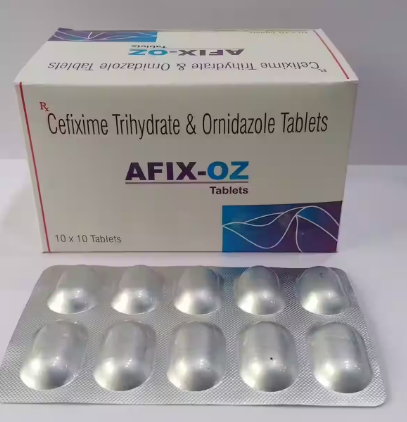 AFIX-OZ
Tablets
Cefixime Trihydrate & Ornidazole Tablets
Rx
Cefixime Trihydrate & Ornidazole Tablets
AFIX-OZ
Tablets
10 x 10 Tablets